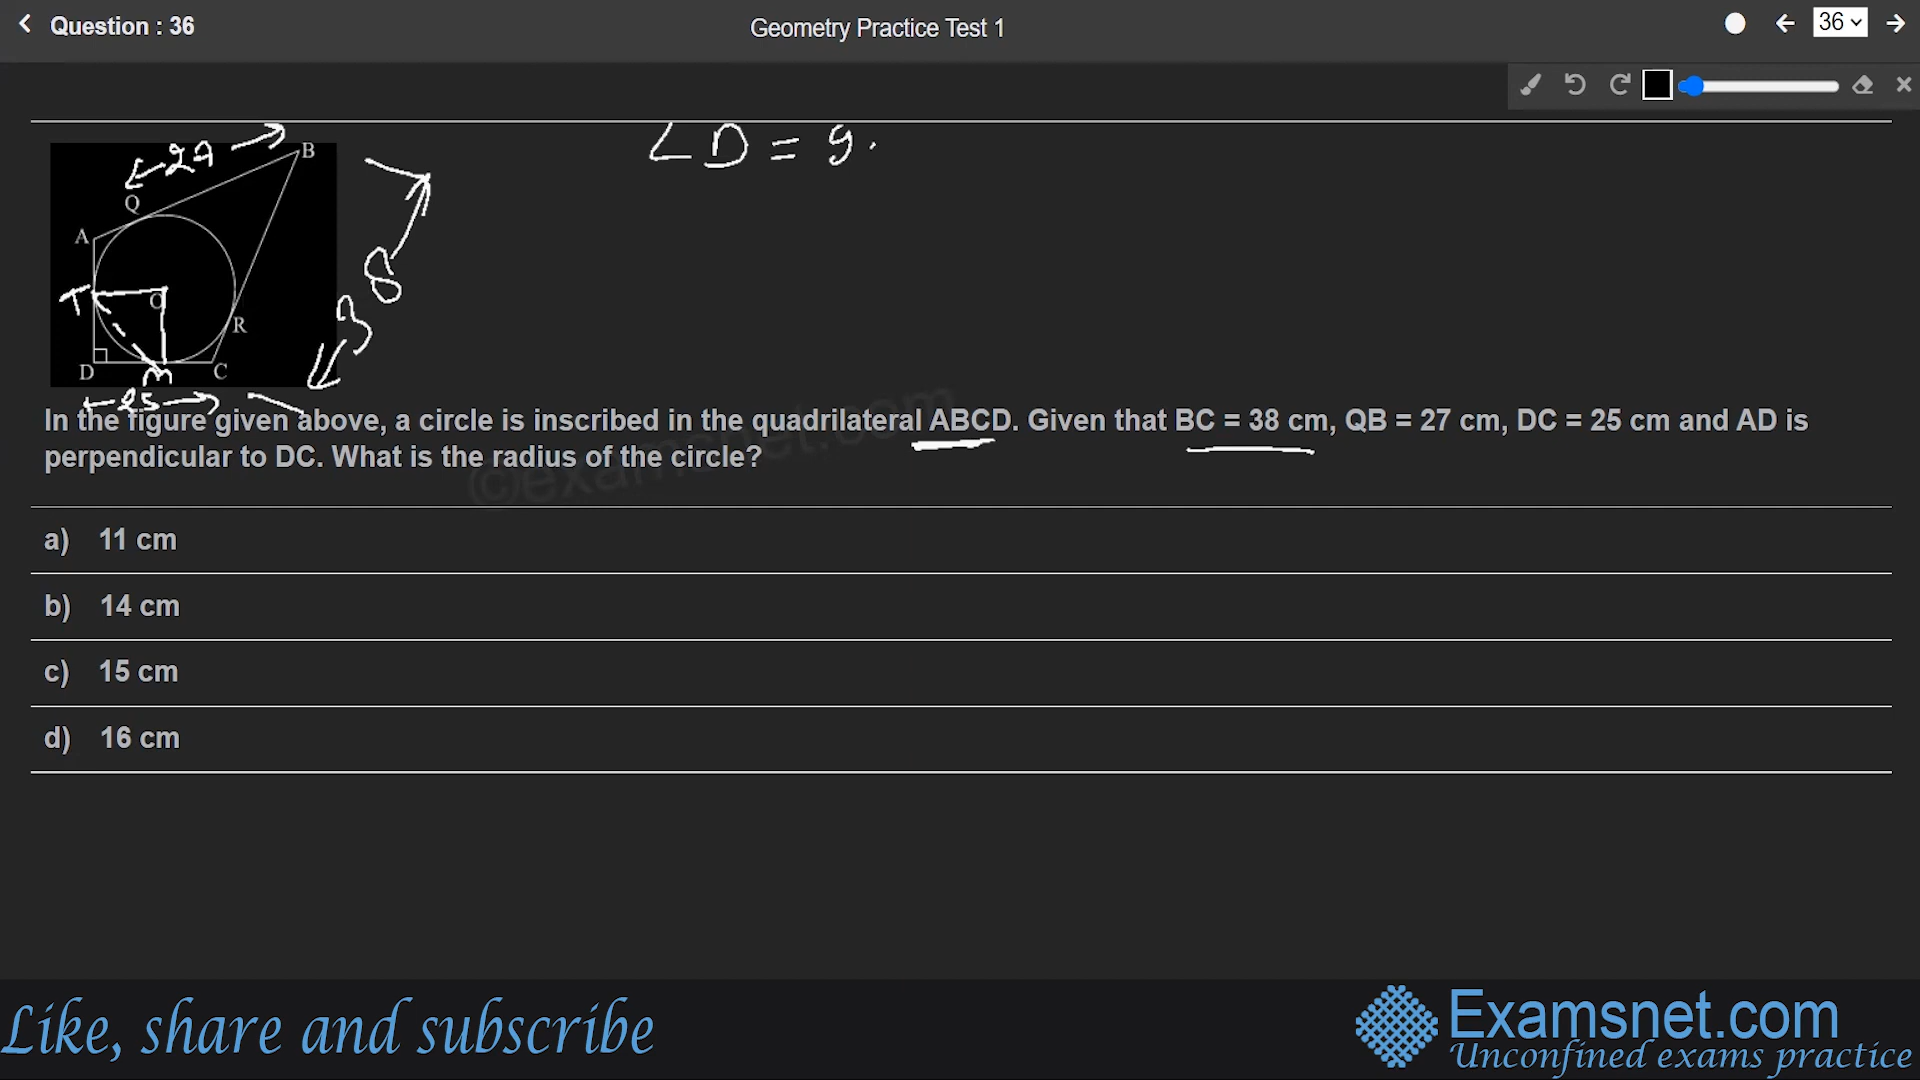 Question : 36
Geometry Practice Test 1
36
∠D = 9.
27
B
Q
A
8
T
O
3
R
D
M
C
25
In the figure given above, a circle is inscribed in the quadrilateral ABCD. Given that BC = 38 cm, QB = 27 cm, DC = 25 cm and AD is
perpendicular to DC. What is the radius of the circle?
©examsnet.com
a) 11 cm
b) 14 cm
c) 15 cm
d) 16 cm
Like, share and subscribe
Examsnet.com
Unconfined exams practice